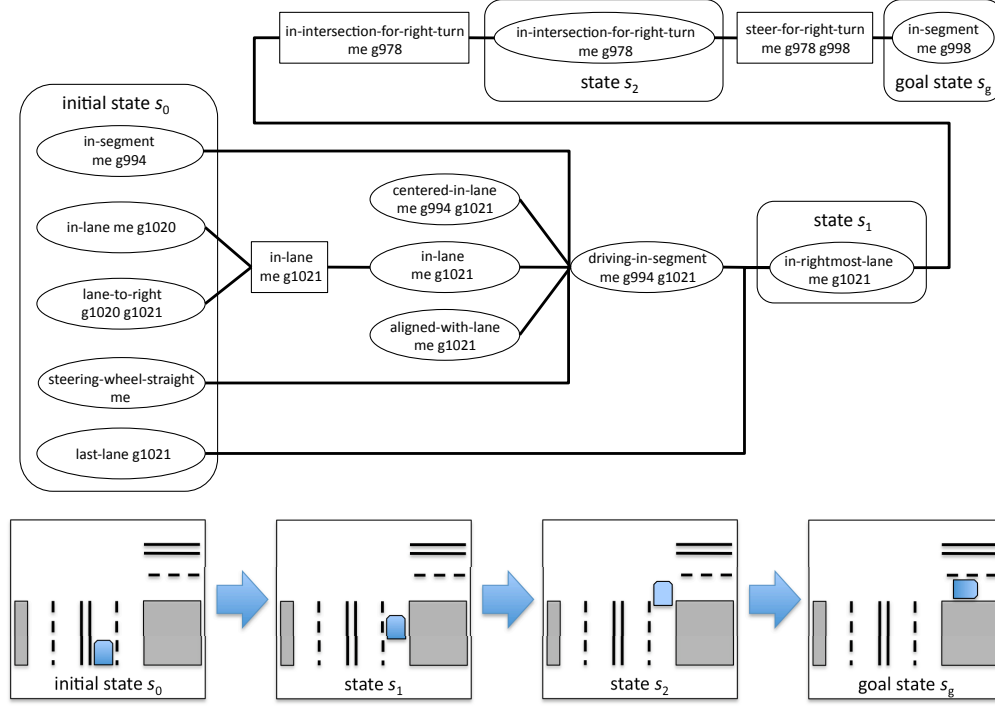 in-intersection-for-right-turn
me g978
in-intersection-for-right-turn
me g978
state s2
steer-for-right-turn
me g978 g998
in-segment
me g998
goal state sg
initial state s0
in-segment
me g994
in-lane me g1020
lane-to-right
g1020 g1021
steering-wheel-straight
me
last-lane g1021
in-lane
me g1021
centered-in-lane
me g994 g1021
in-lane
me g1021
aligned-with-lane
me g1021
driving-in-segment
me g994 g1021
state s1
in-rightmost-lane
me g1021
initial state s0
state s1
state s2
goal state sg